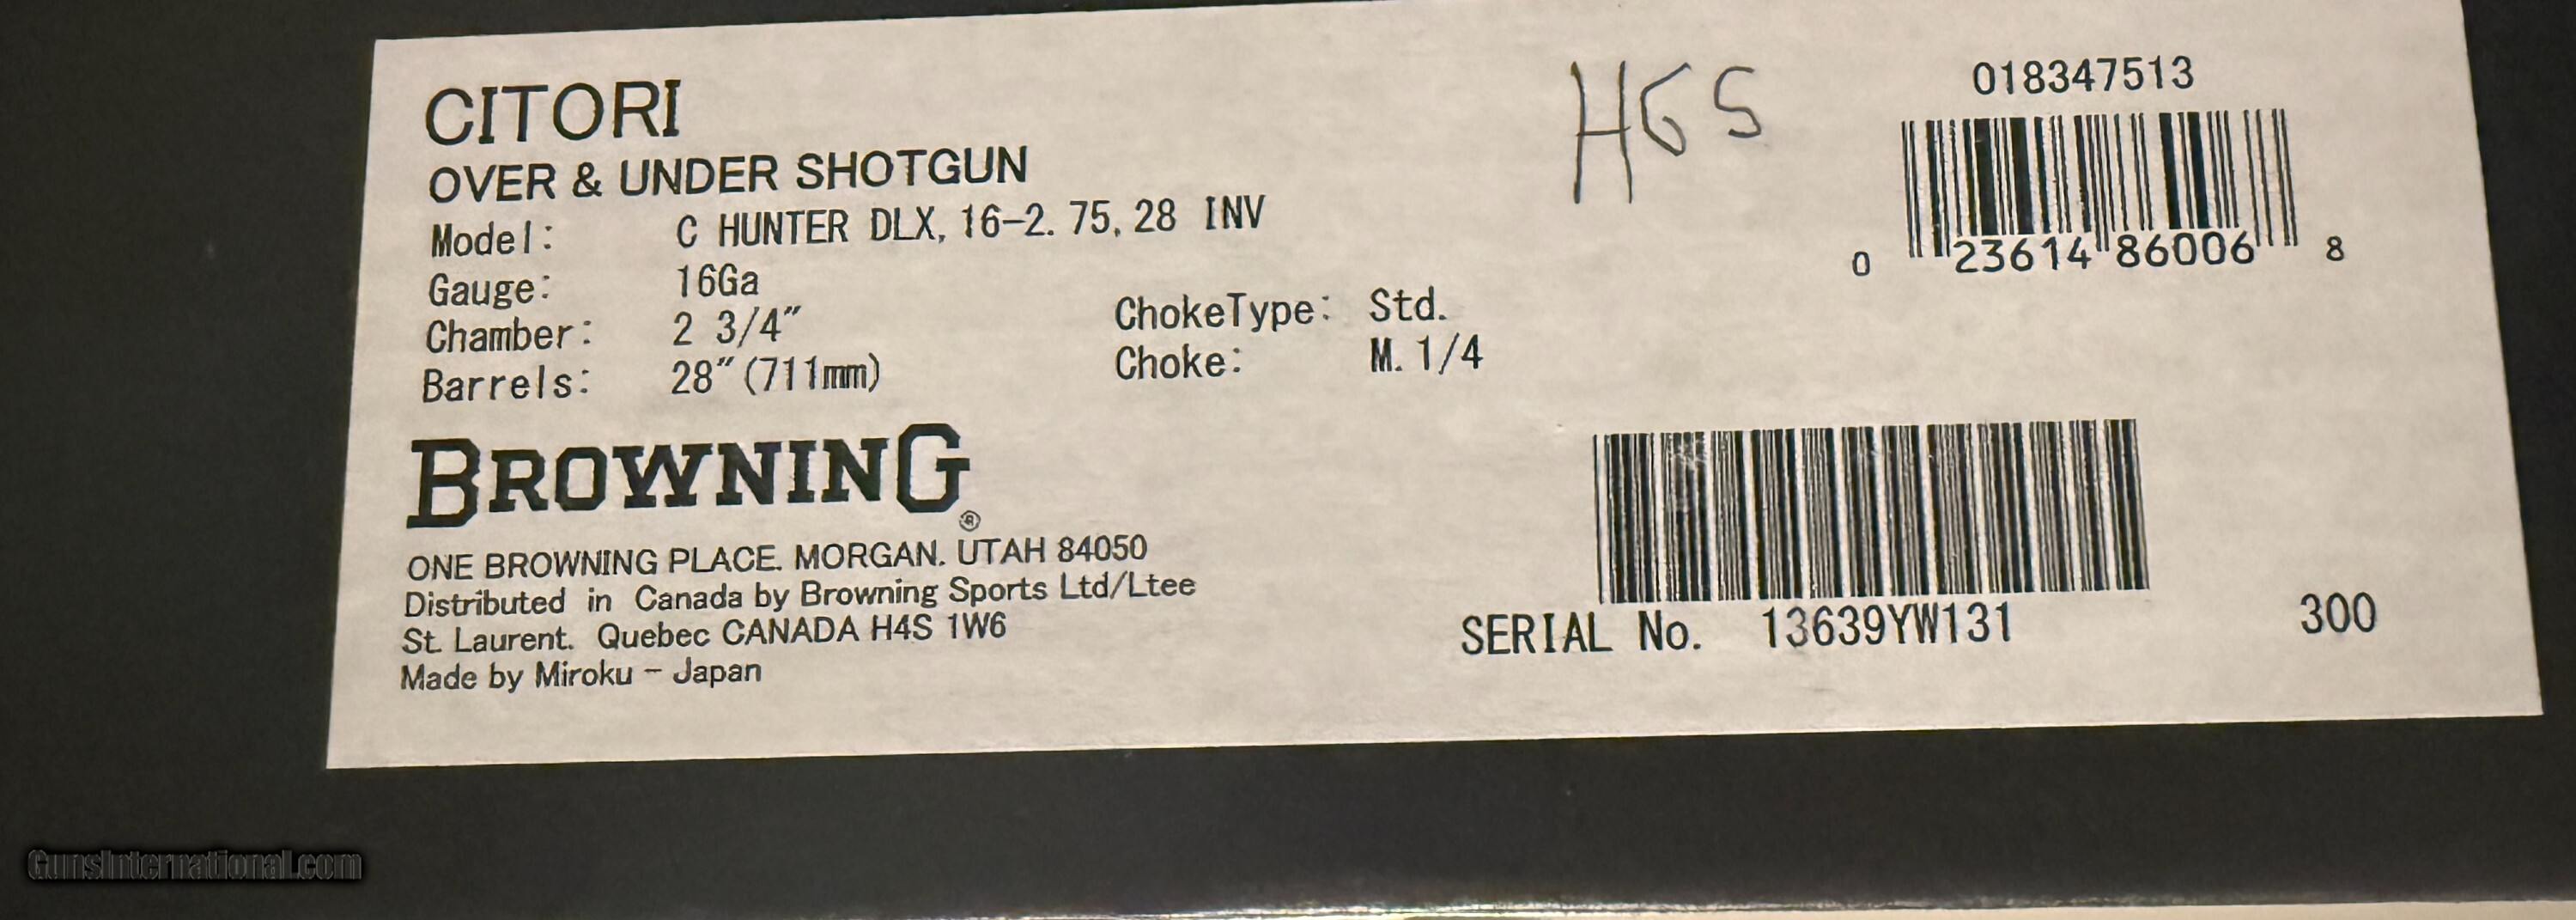 CITORI
OVER & UNDER SHOTGUN
Model: C HUNTER DLX, 16-2.75, 28 INV
Gauge: 16Ga
Chamber: 2 3/4" ChokeType: Std.
Barrels: 28"(711mm) Choke: M. 1/4
BROWNING®
ONE BROWNING PLACE. MORGAN. UTAH 84050
Distributed in Canada by Browning Sports Ltd/Ltee
St. Laurent. Quebec CANADA H4S 1W6
Made by Miroku - Japan
HGS
018347513
0 23614 86006 8
SERIAL No. 13639YW131
300
GunsInternational.com